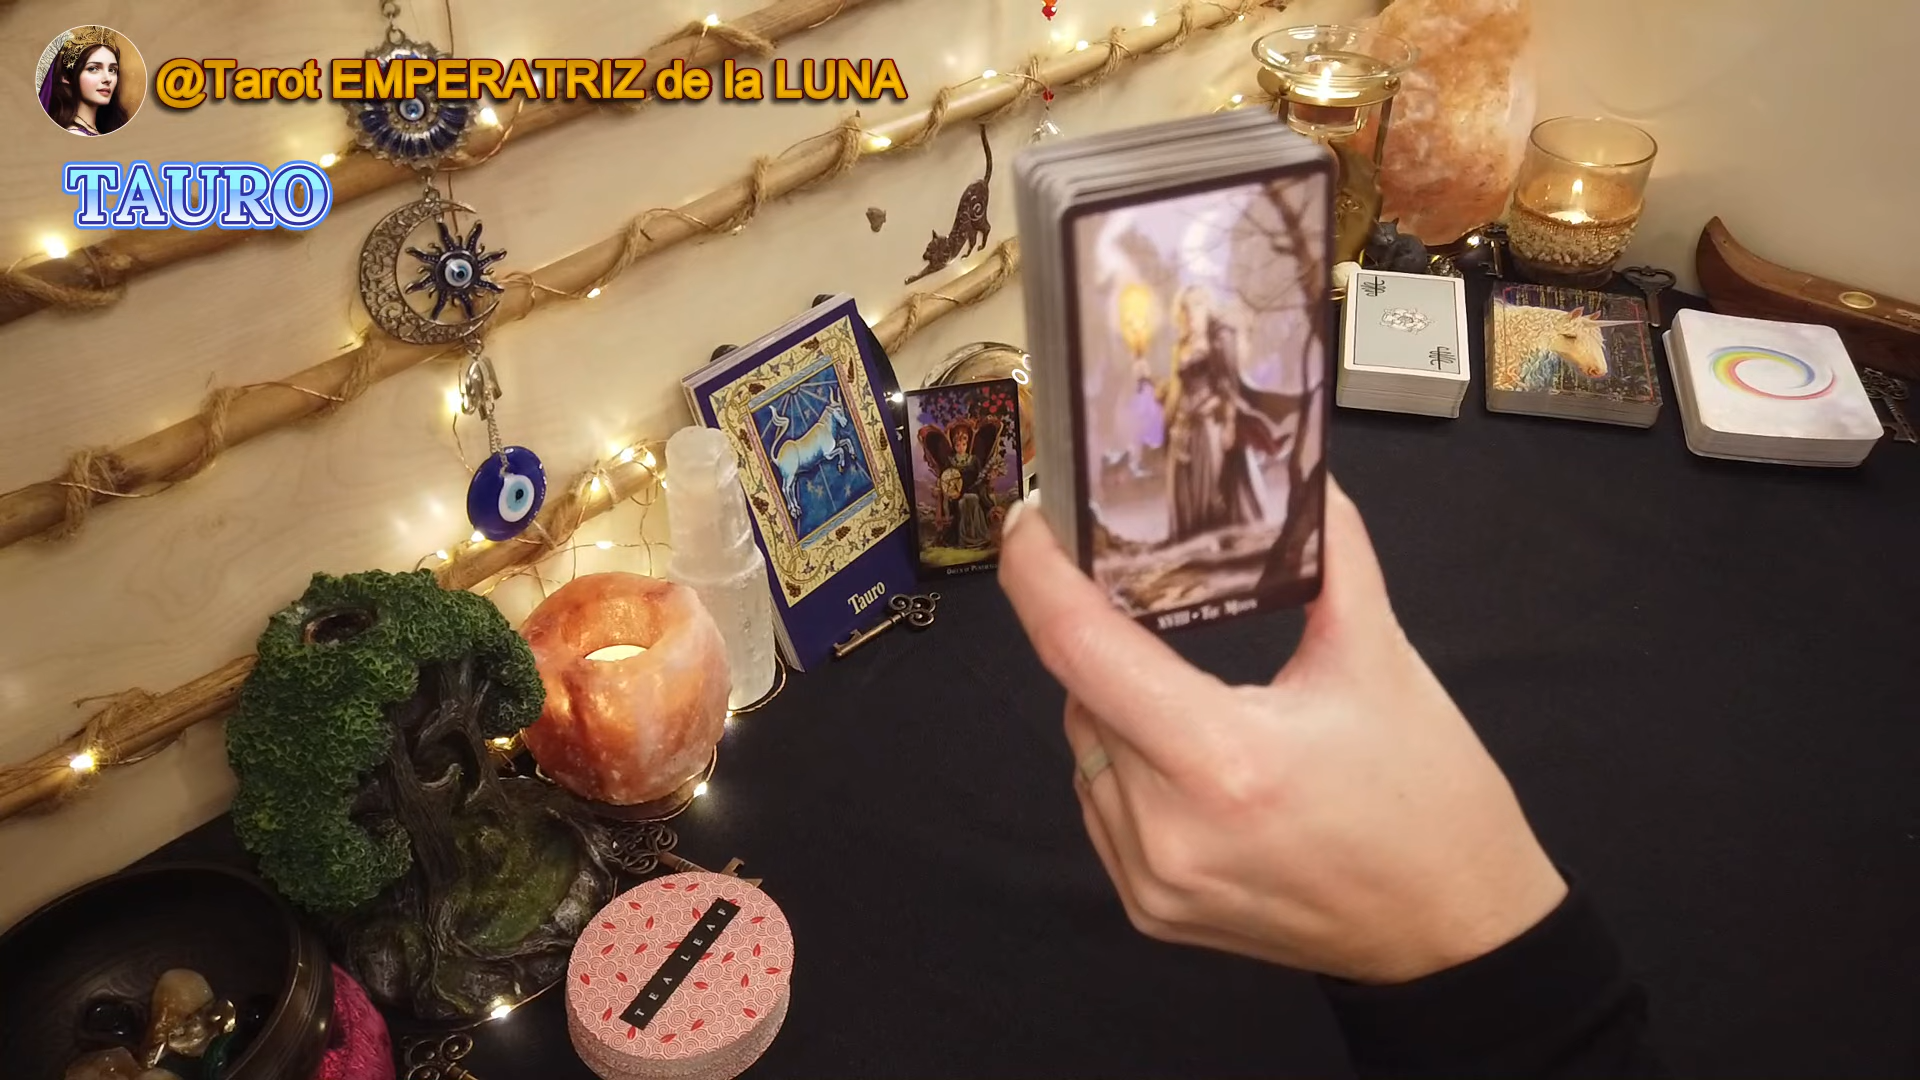 @Tarot EMPERATRIZ de la LUNA
TAURO
Tauro
XVIII • The Moon
TEA LEAF